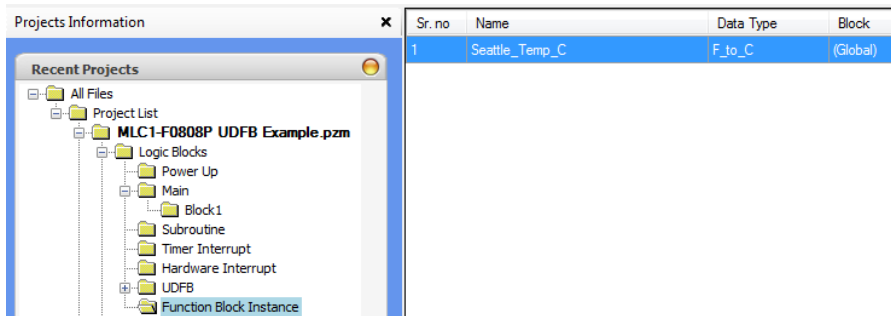 Projects Information x
Recent Projects
All Files
Project List
MLC1-F0808P UDFB Example.pzm
Logic Blocks
Power Up
Main
Block1
Subroutine
Timer Interrupt
Hardware Interrupt
UDFB
Function Block Instance
Sr. no Name Data Type Block
1 Seattle_Temp_C F_to_C (Global)